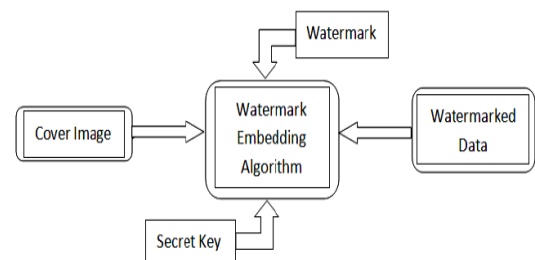 Watermark
Cover Image
Watermark
Embedding
Algorithm
Watermarked
Data
Secret Key